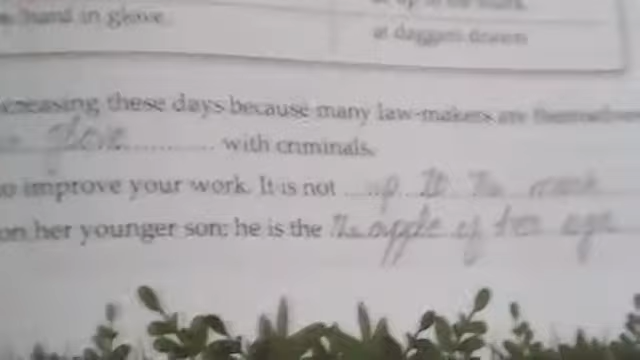 hand in glove
at daggers drawn
creasing these days because many law-makers are themselves
glove ............ with criminals.
o improve your work. It is not up to the mark
on her younger son; he is the The apple of her eye